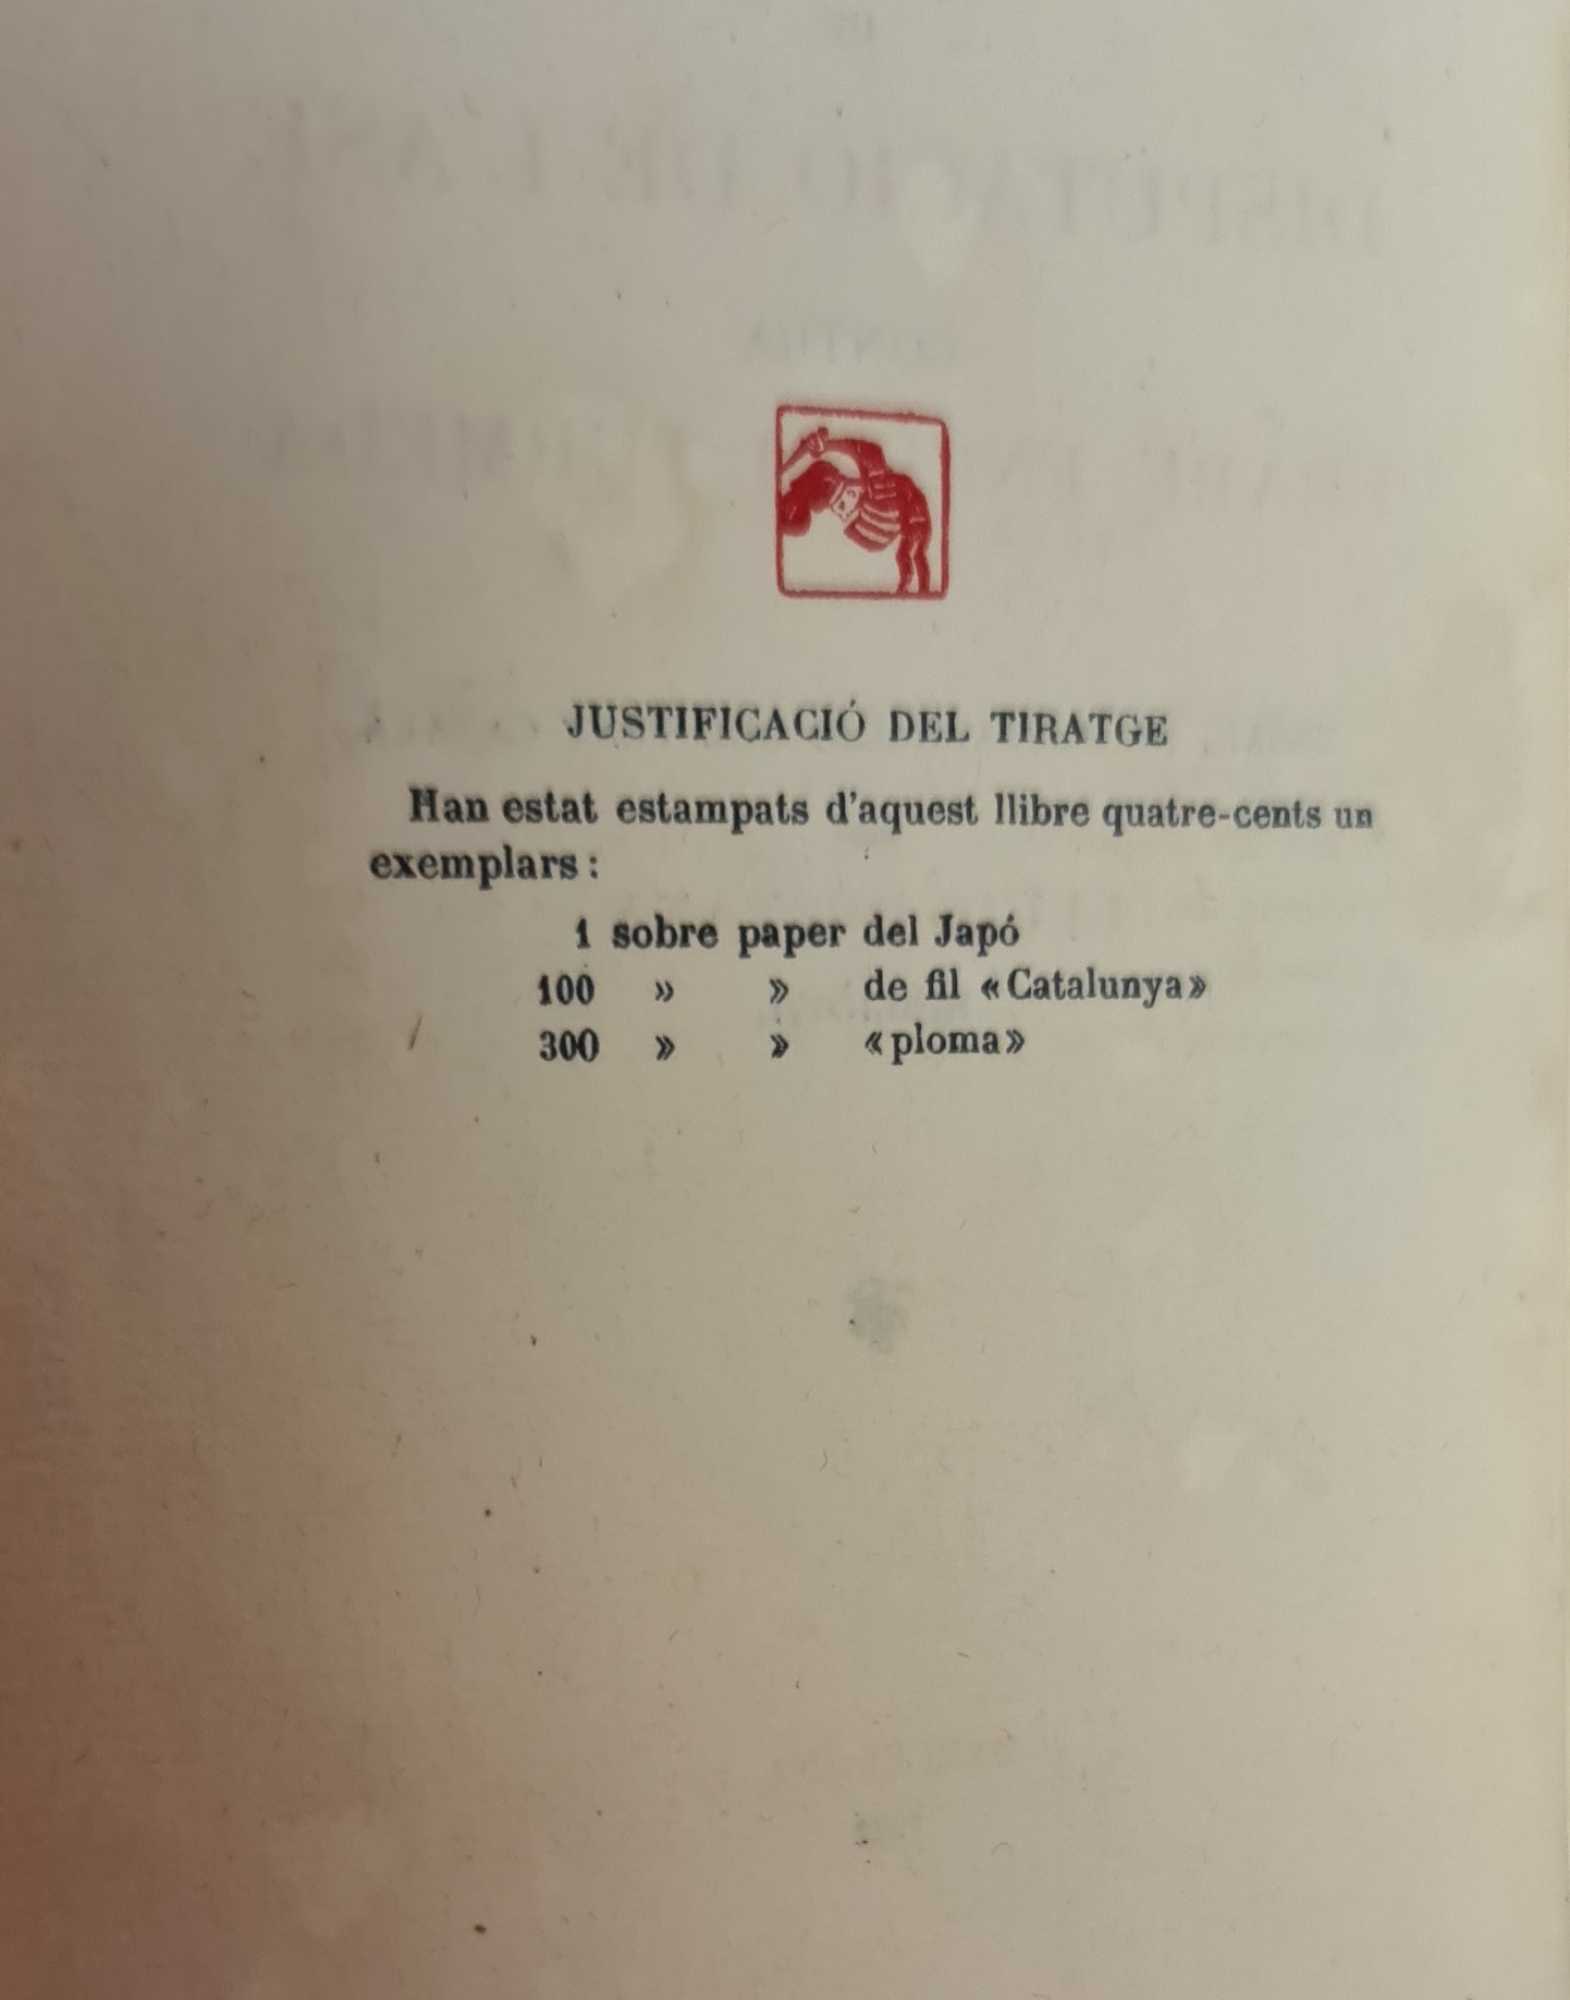 JUSTIFICACIÓ DEL TIRATGE
Han estat estampats d'aquest llibre quatre-cents un
exemplars:
1 sobre paper del Japó
100 » » de fil «Catalunya»
300 » » «ploma»